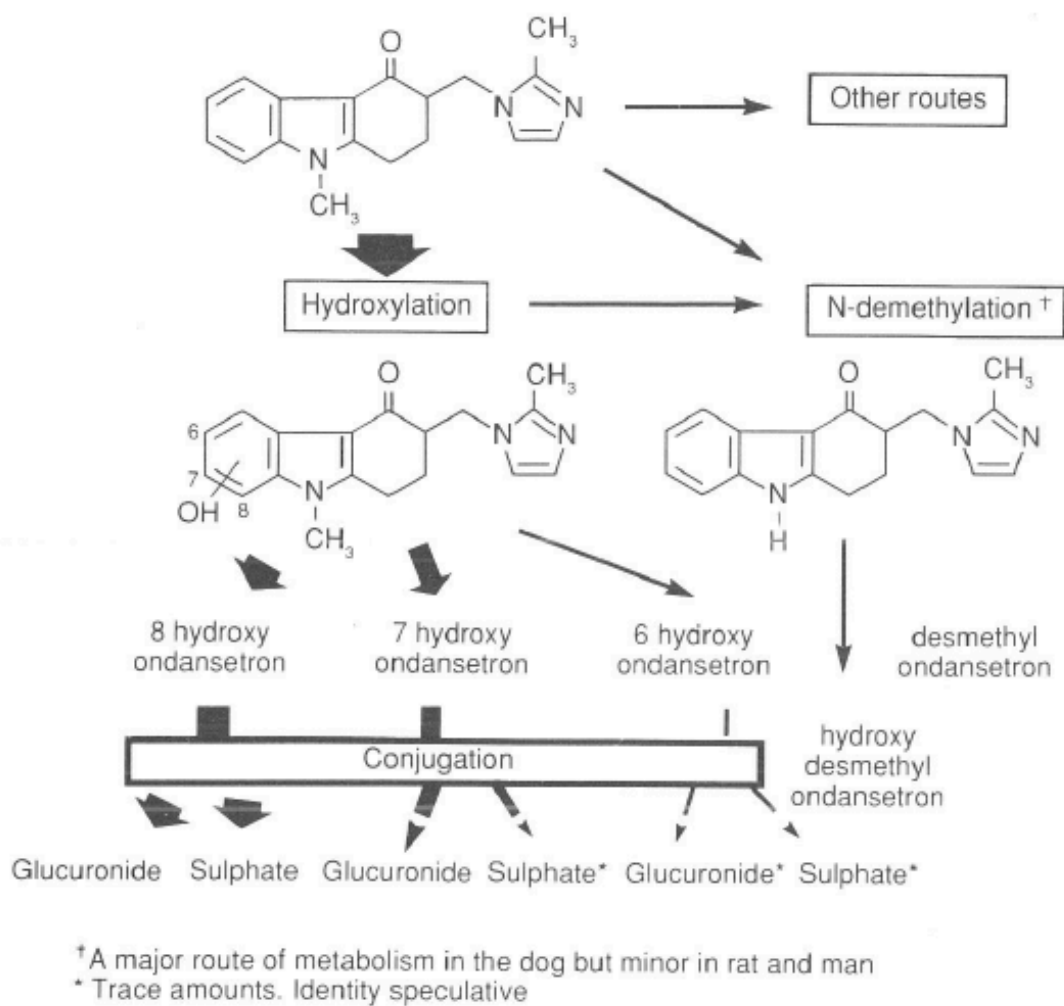 O
CH3
N
N
Other routes
N
CH3
Hydroxylation
N-demethylation †
O
CH3
O
CH3
6
N
N
N
N
7
OH
8
N
N
CH3
H
8 hydroxy
ondansetron
7 hydroxy
ondansetron
6 hydroxy
ondansetron
desmethyl
ondansetron
Conjugation
hydroxy
desmethyl
ondansetron
Glucuronide Sulphate Glucuronide Sulphate* Glucuronide* Sulphate*
†A major route of metabolism in the dog but minor in rat and man
* Trace amounts. Identity speculative